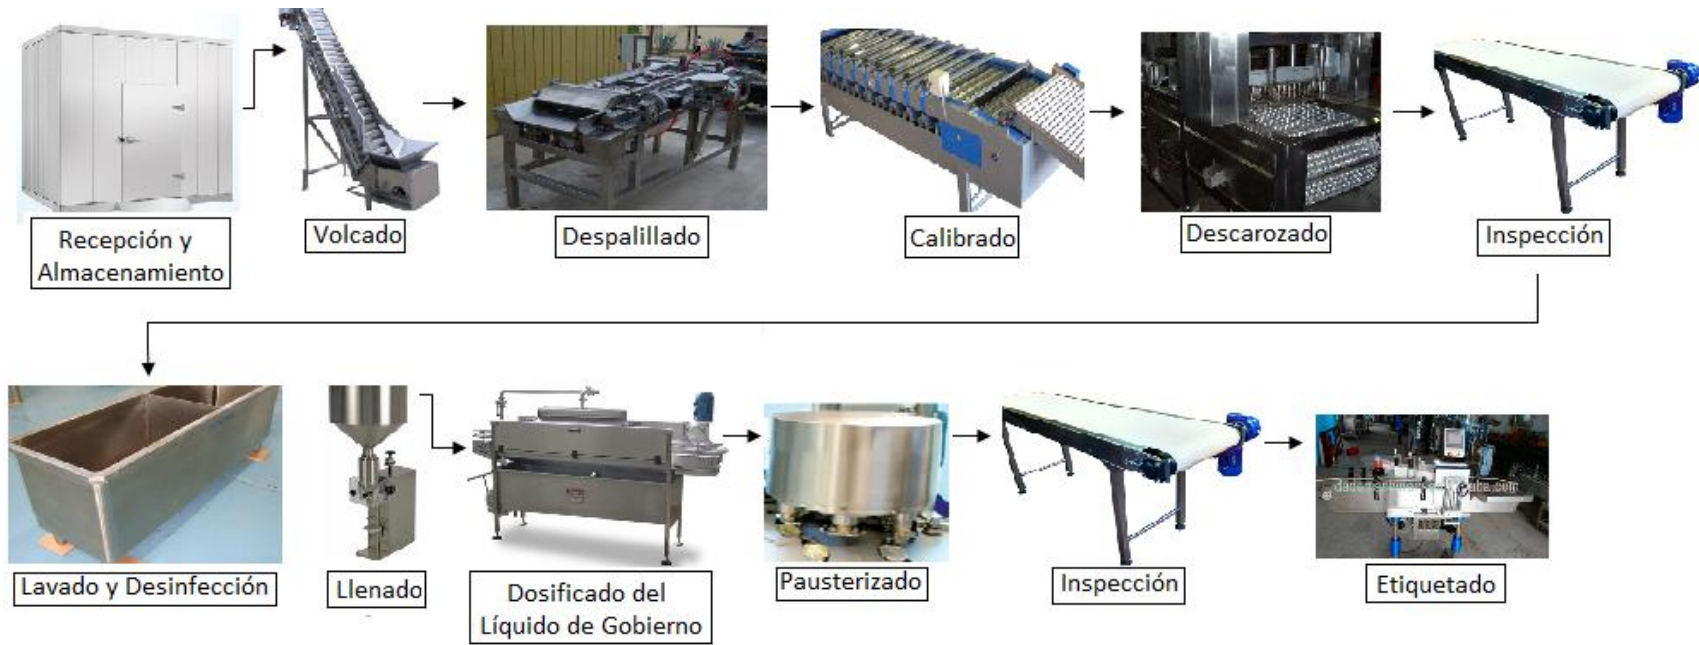 Recepción y
Almacenamiento
Volcado
Despalillado
Calibrado
Descarozado
Inspección
Lavado y Desinfección
Llenado
Dosificado del
Líquido de Gobierno
Pausterizado
Inspección
Etiquetado